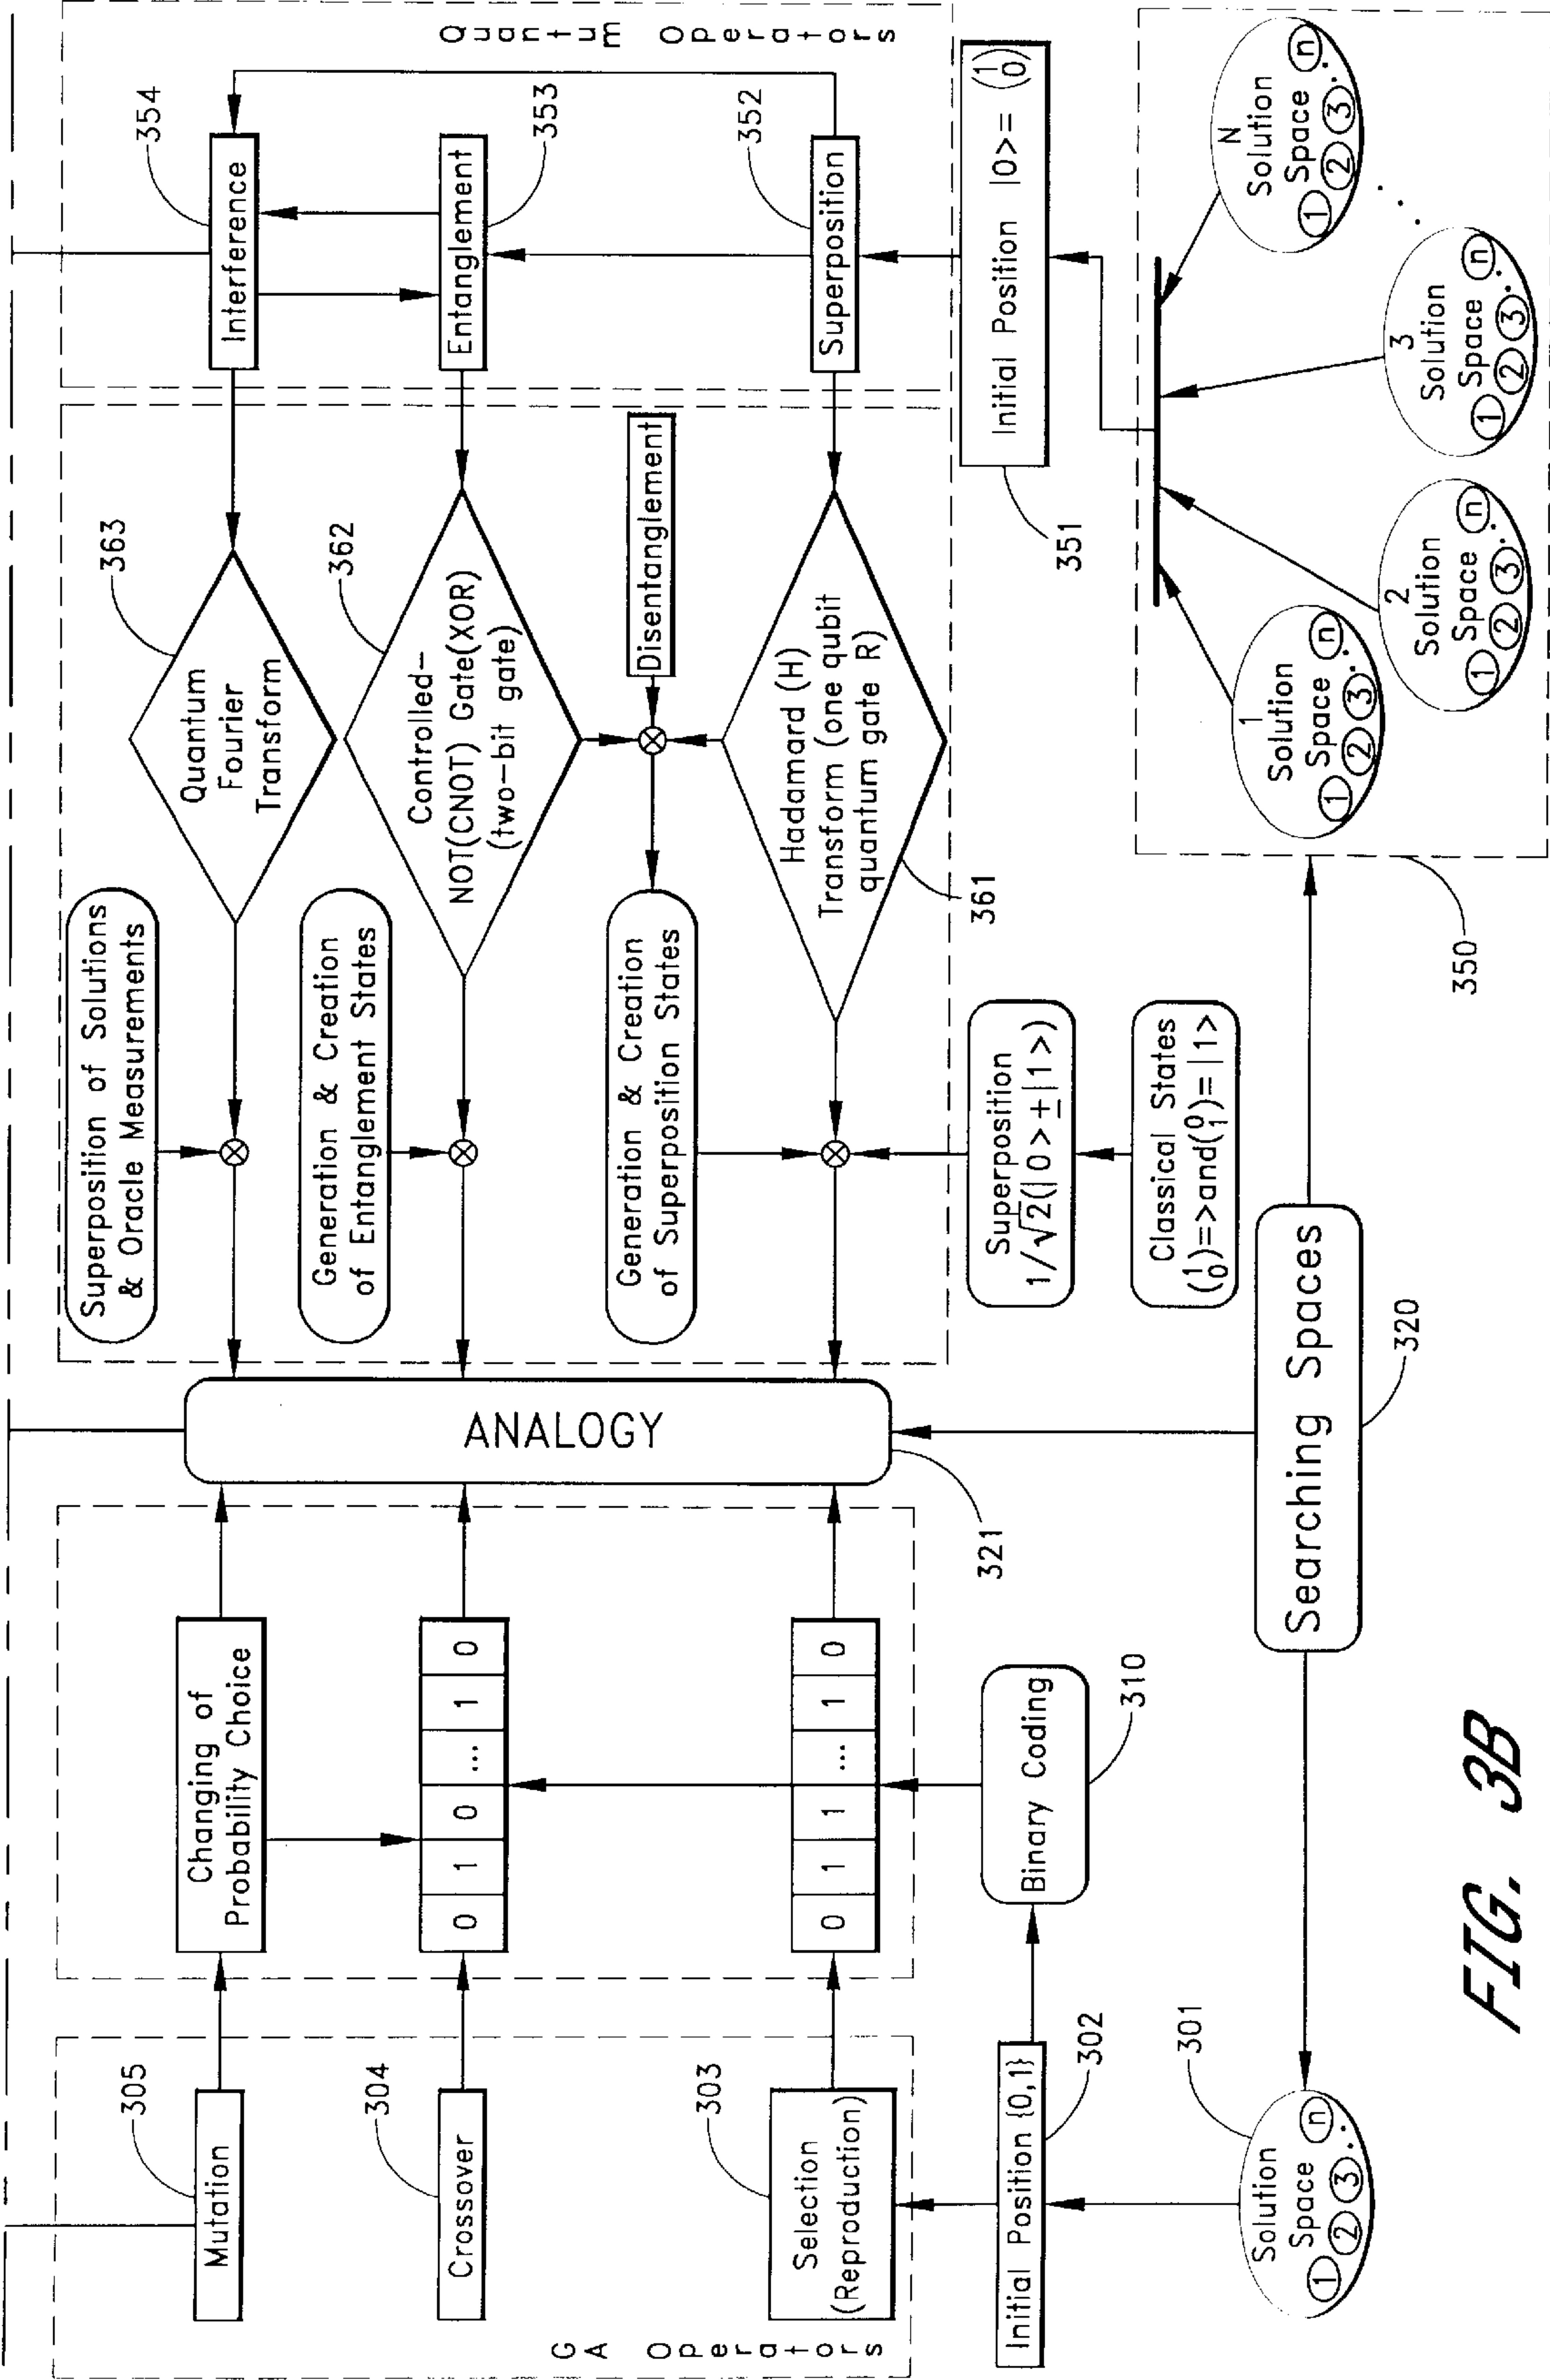 GA Operators
305
Mutation
304
Crossover
303
Selection
(Reproduction)
Initial Position {0,1}
302
301
Solution
Space
1 2 3 . . n
Changing of
Probability Choice
0 1 0 ... 1 0
0 1 1 ... 1 0
Binary Coding
310
ANALOGY
321
Searching Spaces
320
Superposition of Solutions
& Oracle Measurements
Generation & Creation
of Entanglement States
Generation & Creation
of Superposition States
Superposition
1/√2(|0>±|1>)
Classical States
(1 0)=>and(0 1)=|1>
363
Quantum
Fourier
Transform
362
Controlled-
NOT(CNOT) Gate(XOR)
(two-bit gate)
Disentanglement
Hadamard (H)
Transform (one qubit
quantum gate R)
361
354
Interference
353
Entanglement
352
Superposition
Quantum Operators
Initial Position |0>= (1 0)
351
350
1
Solution
Space
1 2 3 . . n
2
Solution
Space
1 2 3 . . n
3
Solution
Space
1 2 3 . . n
. . .
N
Solution
Space
1 2 3 . . n
FIG. 3B